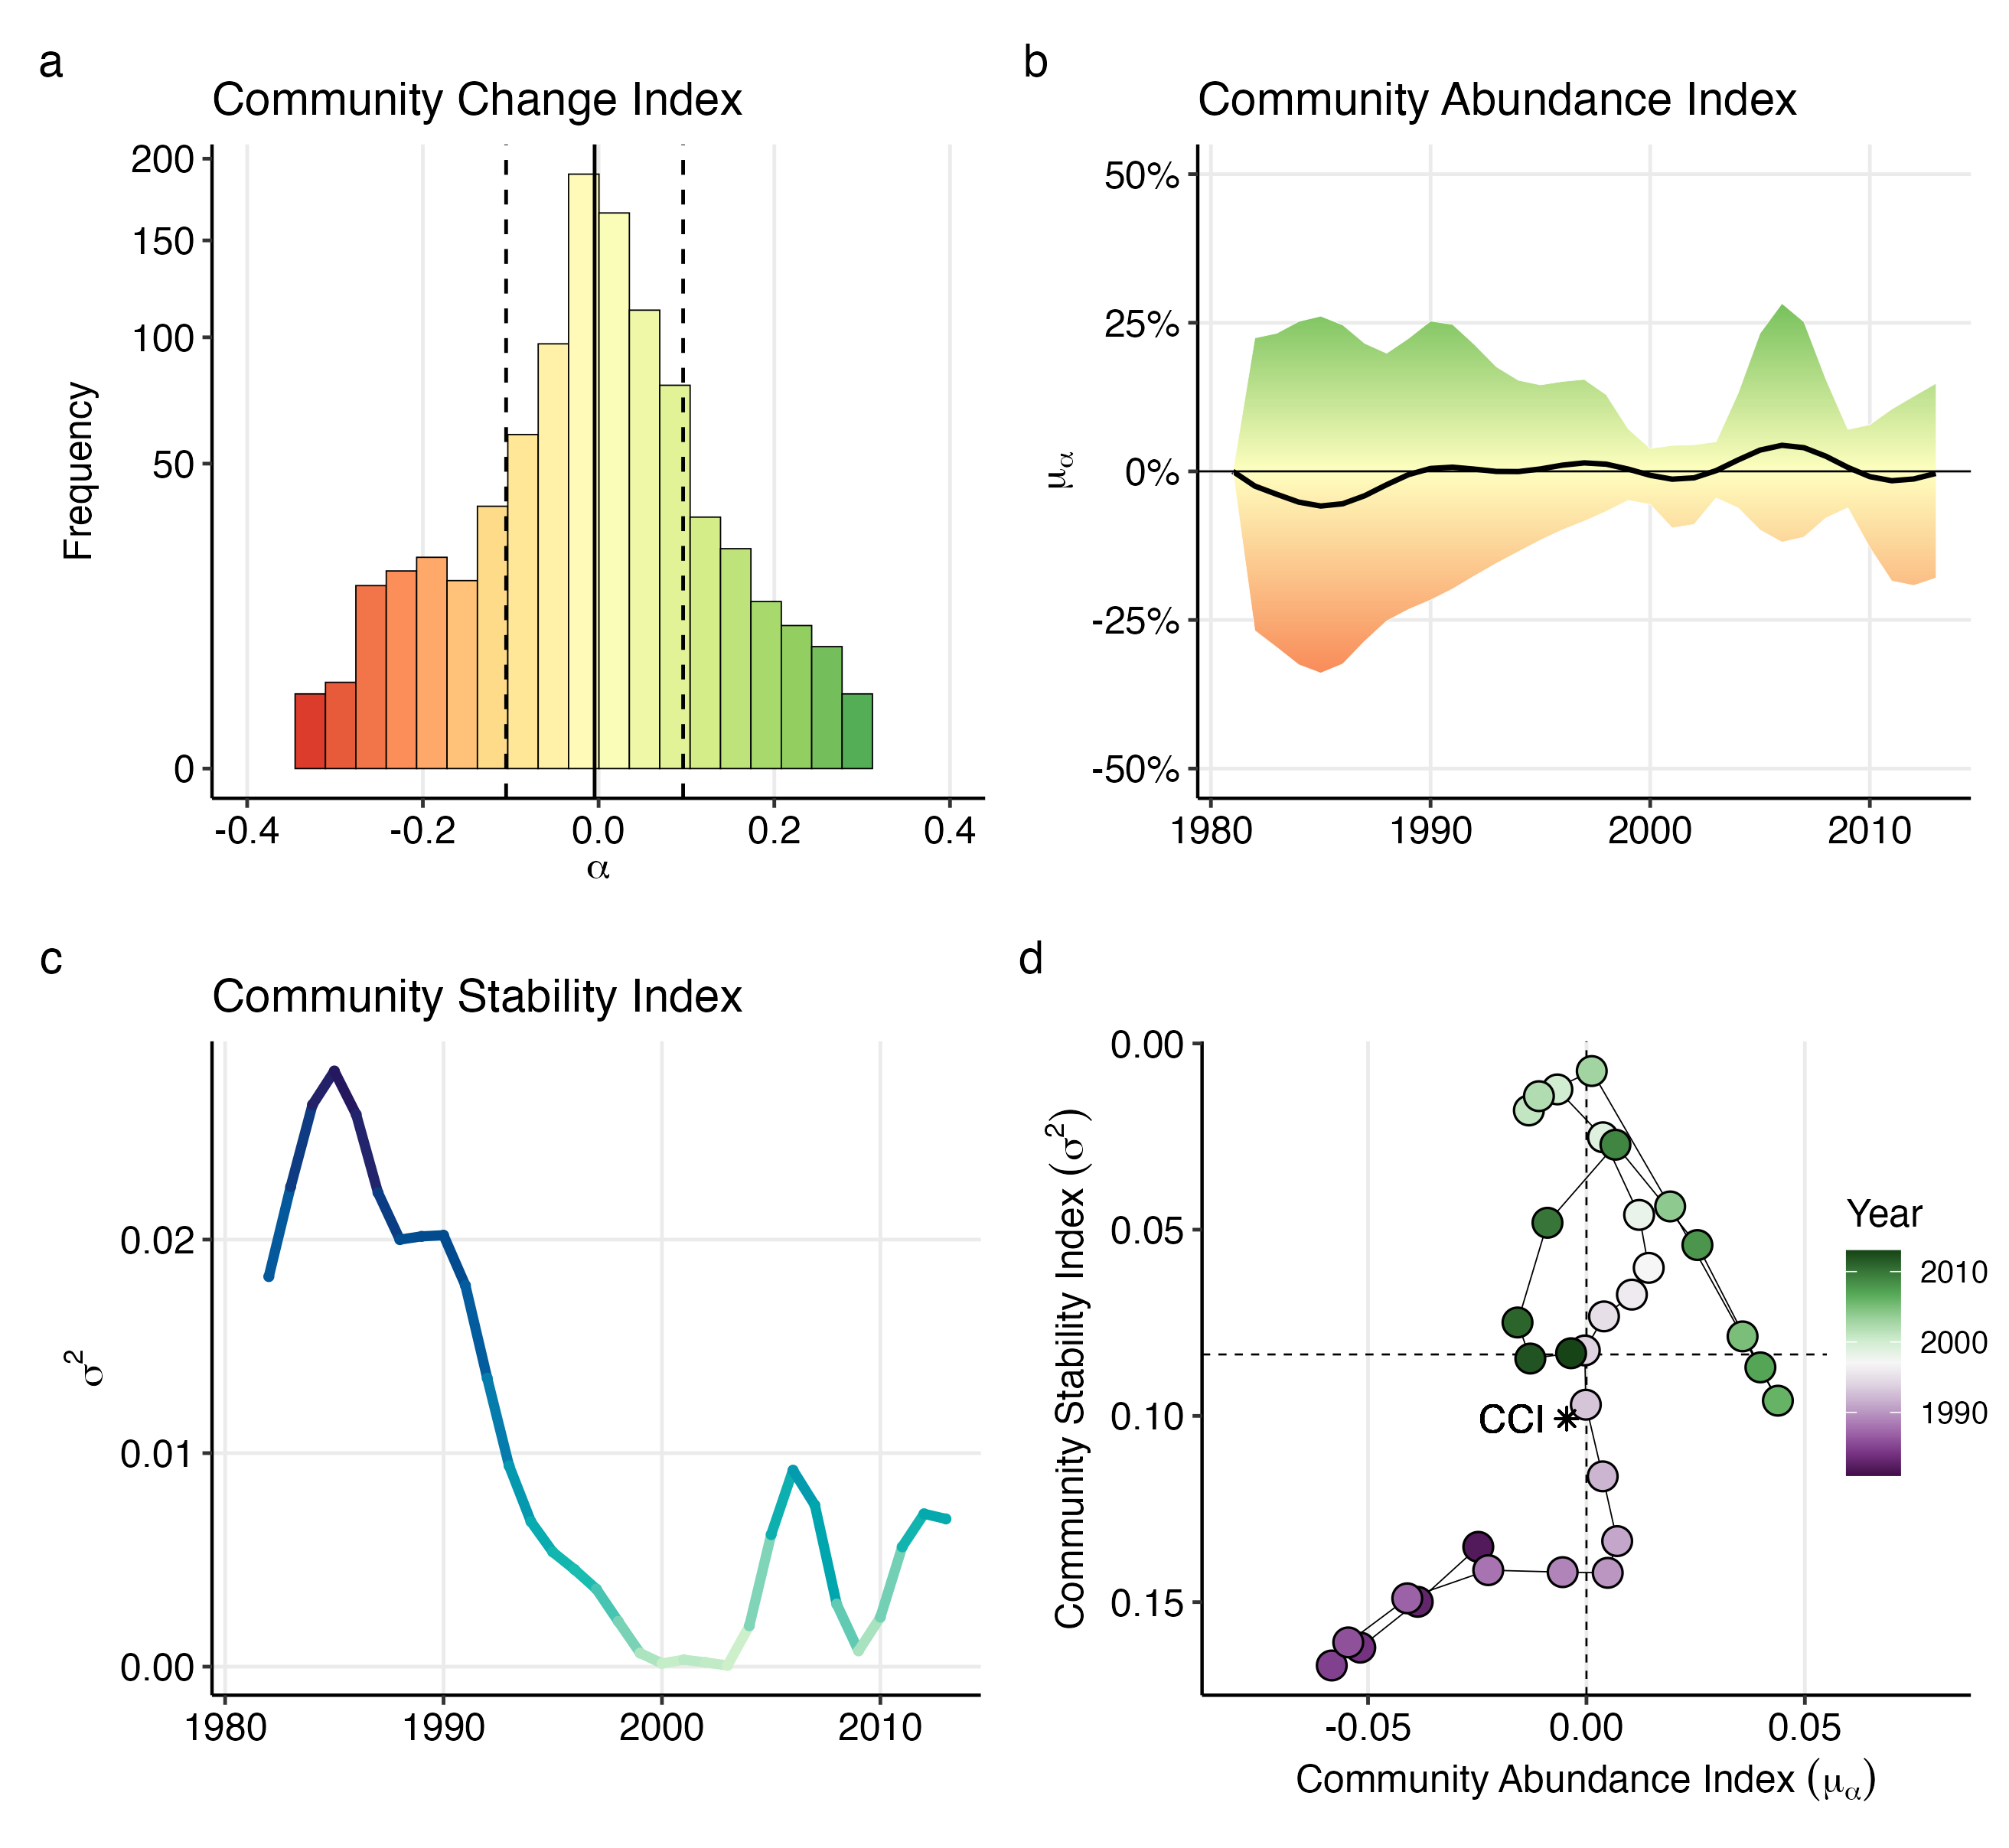 a
Community Change Index
200
150
100
50
0
Frequency
-0.4 -0.2 0.0 0.2 0.4
α
b
Community Abundance Index
50%
25%
0%
-25%
-50%
μα
1980 1990 2000 2010
c
Community Stability Index
0.02
0.01
0.00
σ²
1980 1990 2000 2010
d
0.00
0.05
0.10
0.15
Community Stability Index (σ²)
CCI
-0.05 0.00 0.05
Community Abundance Index (μα)
Year
2010
2000
1990